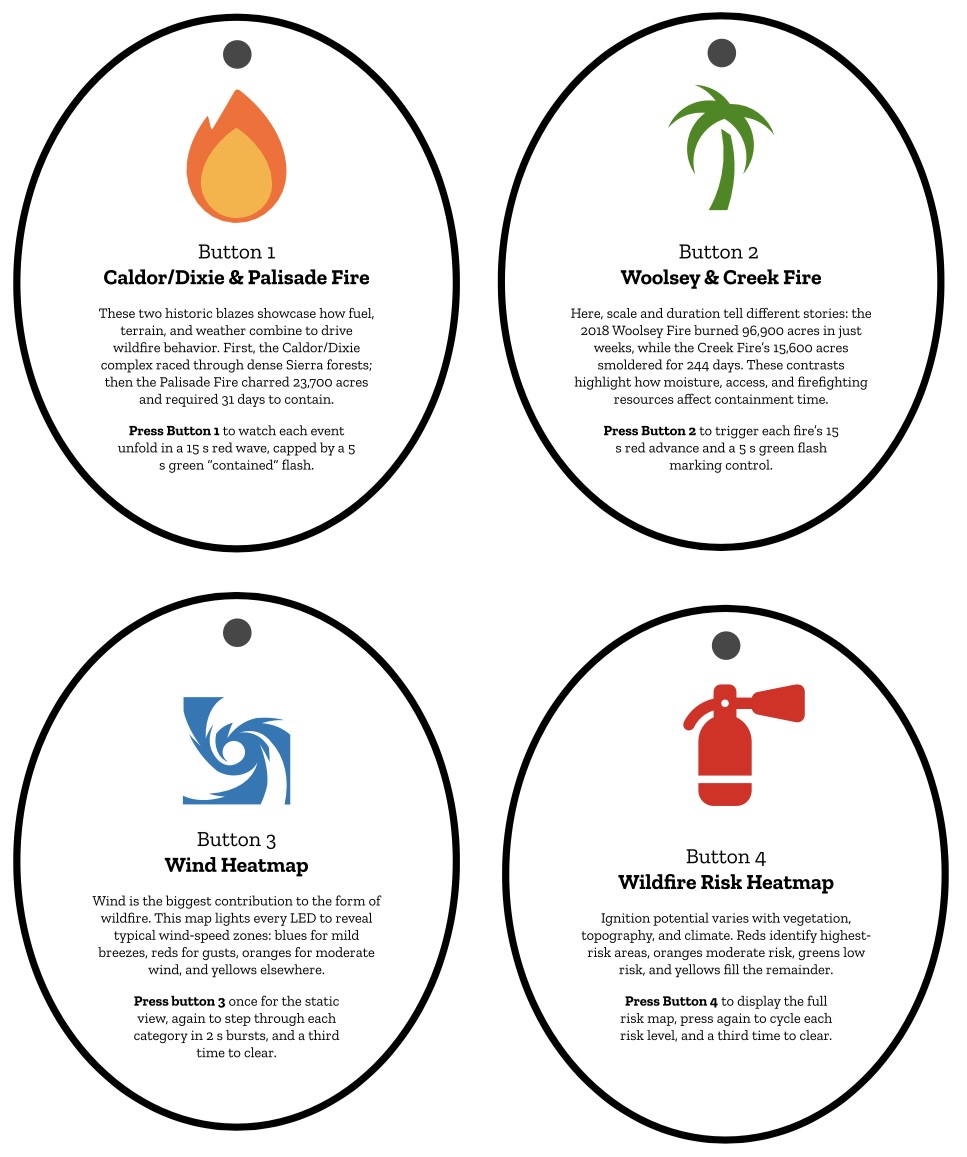 Button 1
Caldor/Dixie & Palisade Fire
These two historic blazes showcase how fuel,
terrain, and weather combine to drive
wildfire behavior. First, the Caldor/Dixie
complex raced through dense Sierra forests;
then the Palisade Fire charred 23,700 acres
and required 31 days to contain.
Press Button 1 to watch each event
unfold in a 15 s red wave, capped by a 5
s green “contained” flash.
Button 2
Woolsey & Creek Fire
Here, scale and duration tell different stories: the
2018 Woolsey Fire burned 96,900 acres in just
weeks, while the Creek Fire’s 15,600 acres
smoldered for 244 days. These contrasts
highlight how moisture, access, and firefighting
resources affect containment time.
Press Button 2 to trigger each fire’s 15
s red advance and a 5 s green flash
marking control.
Button 3
Wind Heatmap
Wind is the biggest contribution to the form of
wildfire. This map lights every LED to reveal
typical wind-speed zones: blues for mild
breezes, reds for gusts, oranges for moderate
wind, and yellows elsewhere.
Press button 3 once for the static
view, again to step through each
category in 2 s bursts, and a third
time to clear.
Button 4
Wildfire Risk Heatmap
Ignition potential varies with vegetation,
topography, and climate. Reds identify highest-
risk areas, oranges moderate risk, greens low
risk, and yellows fill the remainder.
Press Button 4 to display the full
risk map, press again to cycle each
risk level, and a third time to clear.